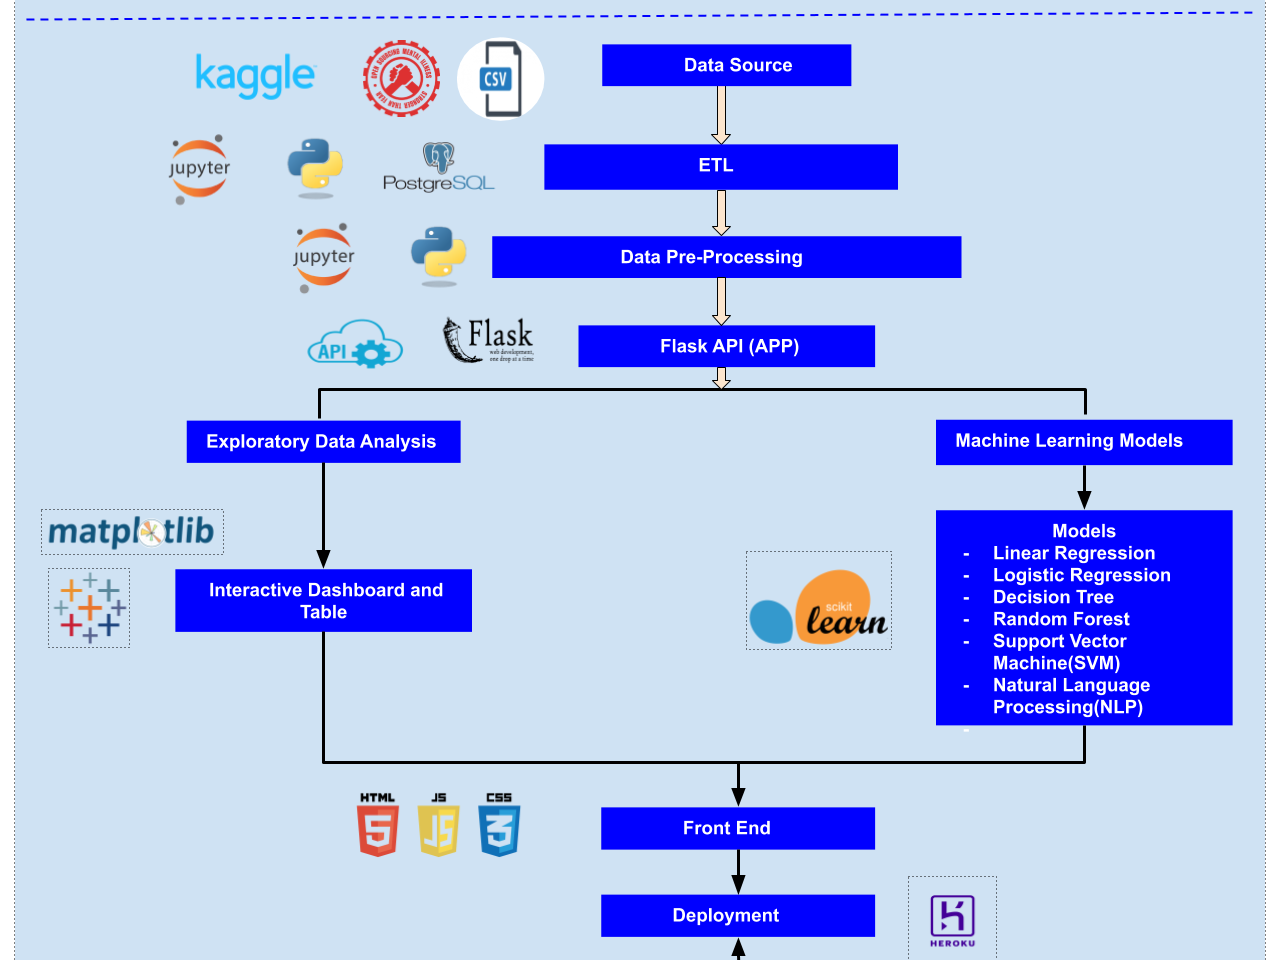 kaggle
OPEN SOURCING MENTAL ILLNESS
STRONGER THAN FEAR
CSV
Data Source
jupyter
PostgreSQL
ETL
jupyter
Data Pre-Processing
API
Flask
web development,
one drop at a time
Flask API (APP)
Exploratory Data Analysis
Machine Learning Models
matplotlib
Interactive Dashboard and
Table
scikit
learn
Models
- Linear Regression
- Logistic Regression
- Decision Tree
- Random Forest
- Support Vector
Machine(SVM)
- Natural Language
Processing(NLP)
-
HTML
5
JS
JS
CSS
3
Front End
Deployment
HEROKU